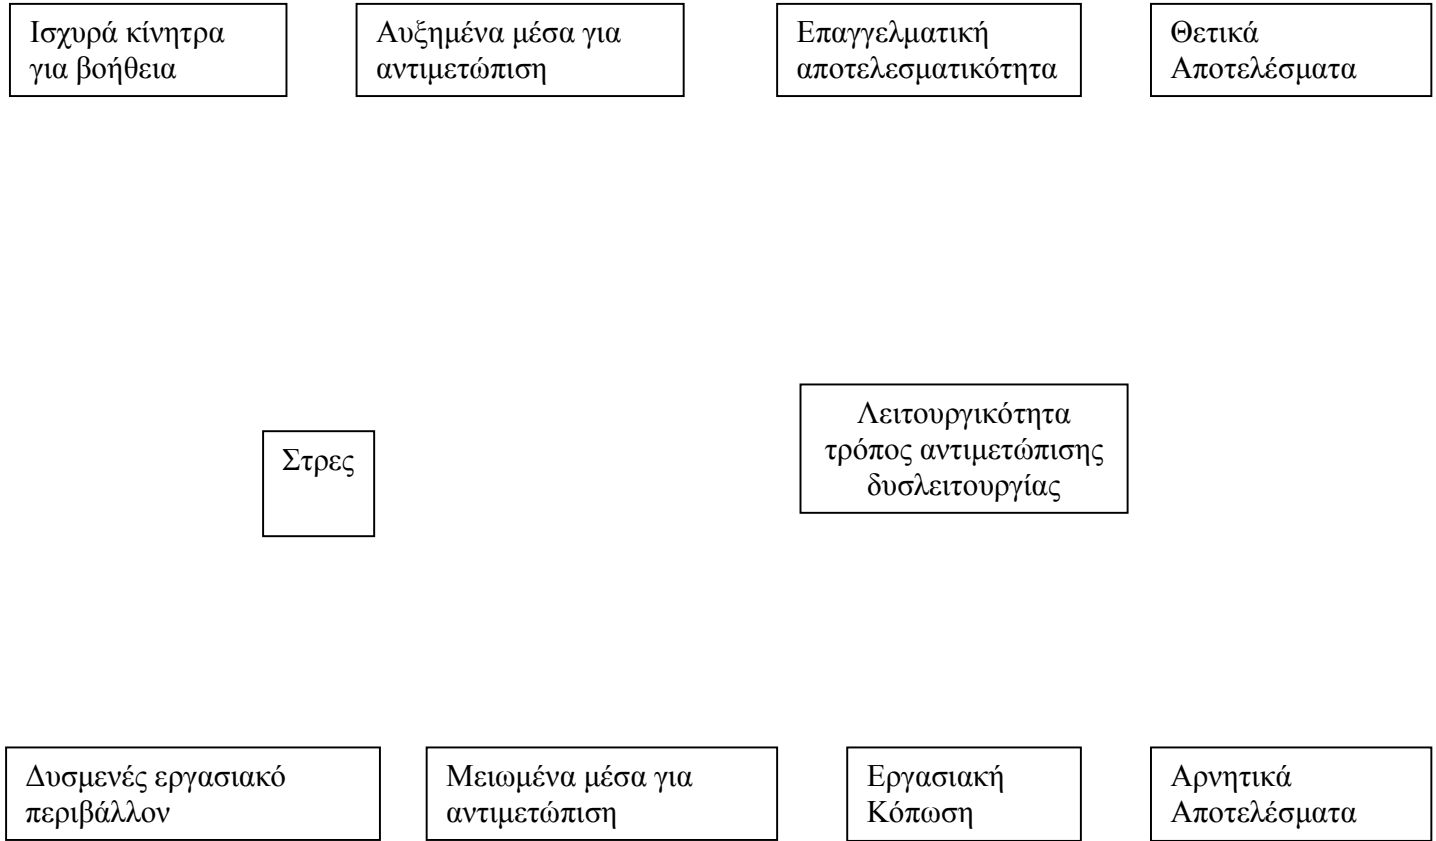 Ισχυρά κίνητρα
για βοήθεια
Αυξημένα μέσα για
αντιμετώπιση
Επαγγελματική
αποτελεσματικότητα
Θετικά
Αποτελέσματα
Στρες
Λειτουργικότητα
τρόπος αντιμετώπισης
δυσλειτουργίας
Δυσμενές εργασιακό
περιβάλλον
Μειωμένα μέσα για
αντιμετώπιση
Εργασιακή
Κόπωση
Αρνητικά
Αποτελέσματα